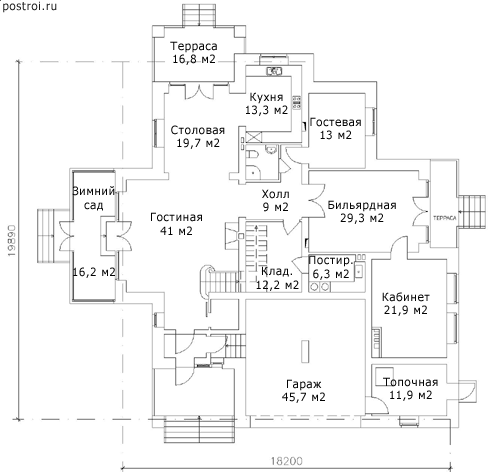 postroi.ru
Терраса
16,8 м2
Кухня
13,3 м2
Гостевая
13 м2
Столовая
19,7 м2
Зимний
сад
16,2 м2
Гостиная
41 м2
Холл
9 м2
Бильярдная
29,3 м2
ТЕРРАСА
Клад.
12,2 м2
Постир.
6,3 м2
Кабинет
21,9 м2
Гараж
45,7 м2
Топочная
11,9 м2
19890
18200